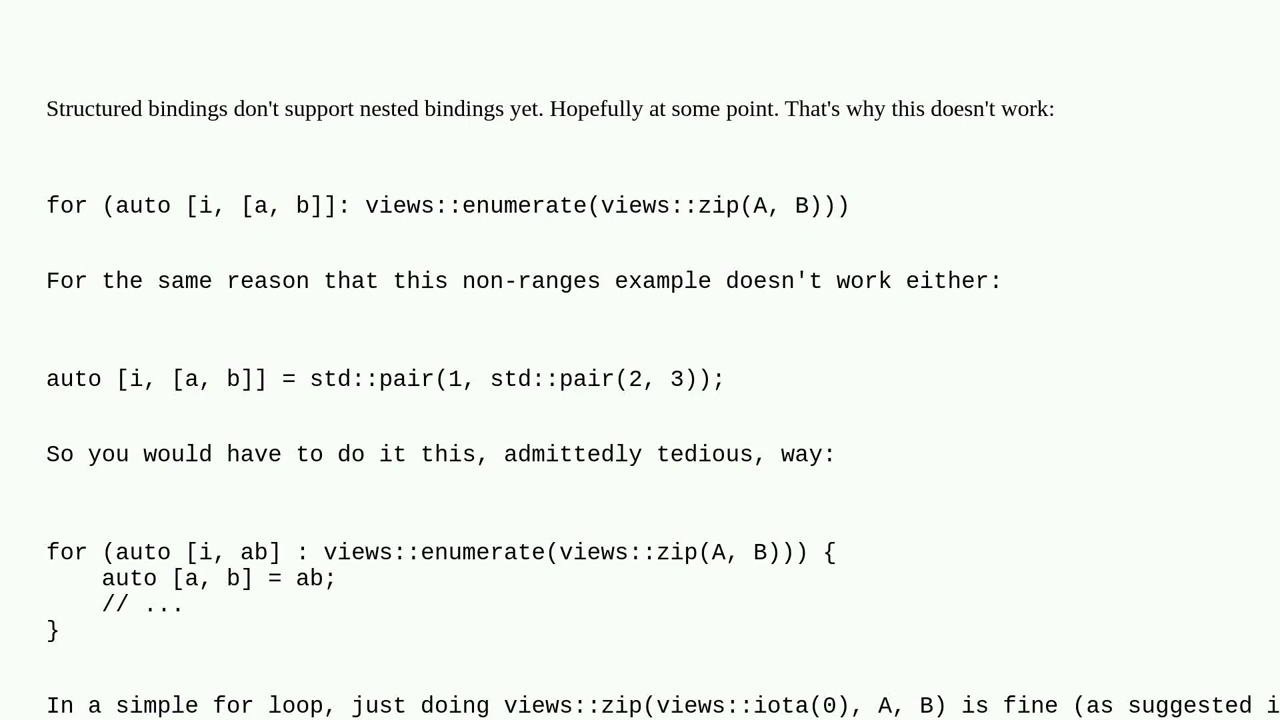 Structured bindings don't support nested bindings yet. Hopefully at some point. That's why this doesn't work:
for (auto [i, [a, b]]: views::enumerate(views::zip(A, B)))
For the same reason that this non-ranges example doesn't work either:
auto [i, [a, b]] = std::pair(1, std::pair(2, 3));
So you would have to do it this, admittedly tedious, way:
for (auto [i, ab] : views::enumerate(views::zip(A, B))) {
    auto [a, b] = ab;
    // ...
}
In a simple for loop, just doing views::zip(views::iota(0), A, B) is fine (as suggested